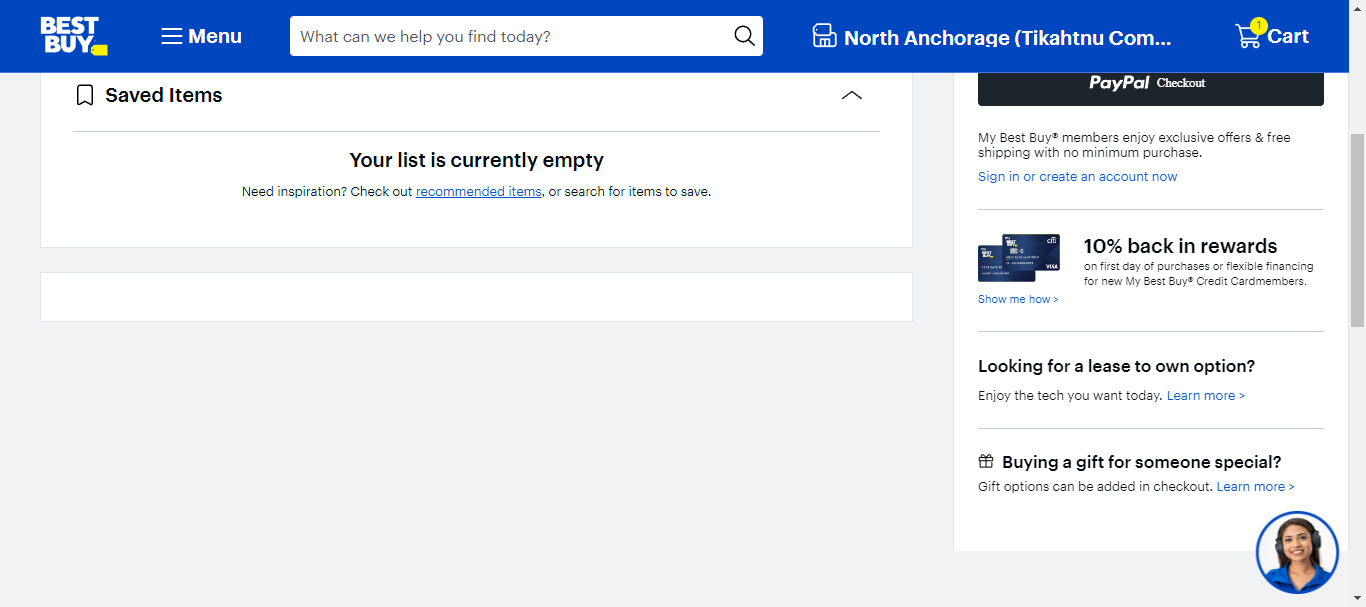 BEST
BUY
Menu
What can we help you find today?
North Anchorage (Tikahtnu Com...
1
Cart
Saved Items
Your list is currently empty
Need inspiration? Check out recommended items, or search for items to save.
PayPal Checkout
My Best Buy® members enjoy exclusive offers & free
shipping with no minimum purchase.
Sign in or create an account now
10% back in rewards
on first day of purchases or flexible financing
for new My Best Buy® Credit Cardmembers.
citi
VISA
Show me how >
Looking for a lease to own option?
Enjoy the tech you want today. Learn more >
Buying a gift for someone special?
Gift options can be added in checkout. Learn more >